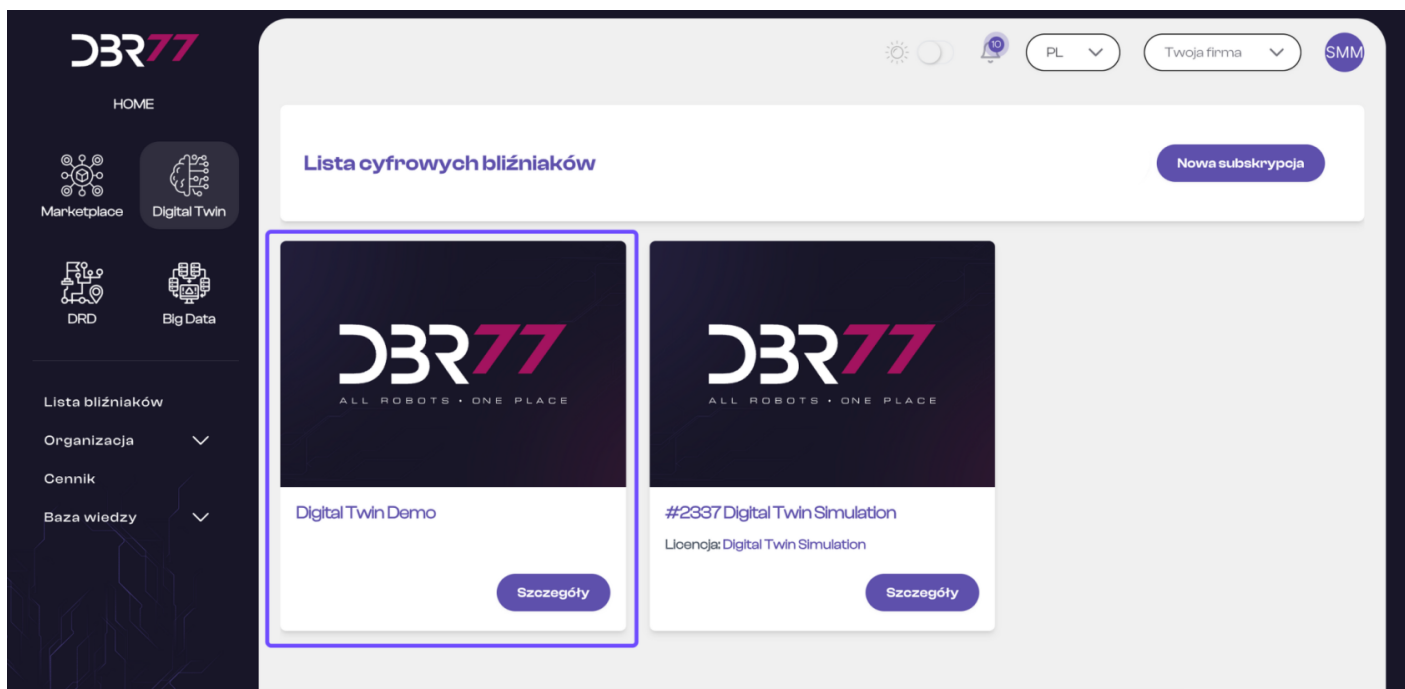 DBR77
HOME
Marketplace
Digital Twin
DRD
Big Data
Lista bliźniaków
Organizacja
Cennik
Baza wiedzy
10
PL
Twoja firma
SMM
Lista cyfrowych bliźniaków
Nowa subskrypcja
DBR77
ALL ROBOTS • ONE PLACE
Digital Twin Demo
Szczegóły
DBR77
ALL ROBOTS • ONE PLACE
#2337 Digital Twin Simulation
Licencja: Digital Twin Simulation
Szczegóły